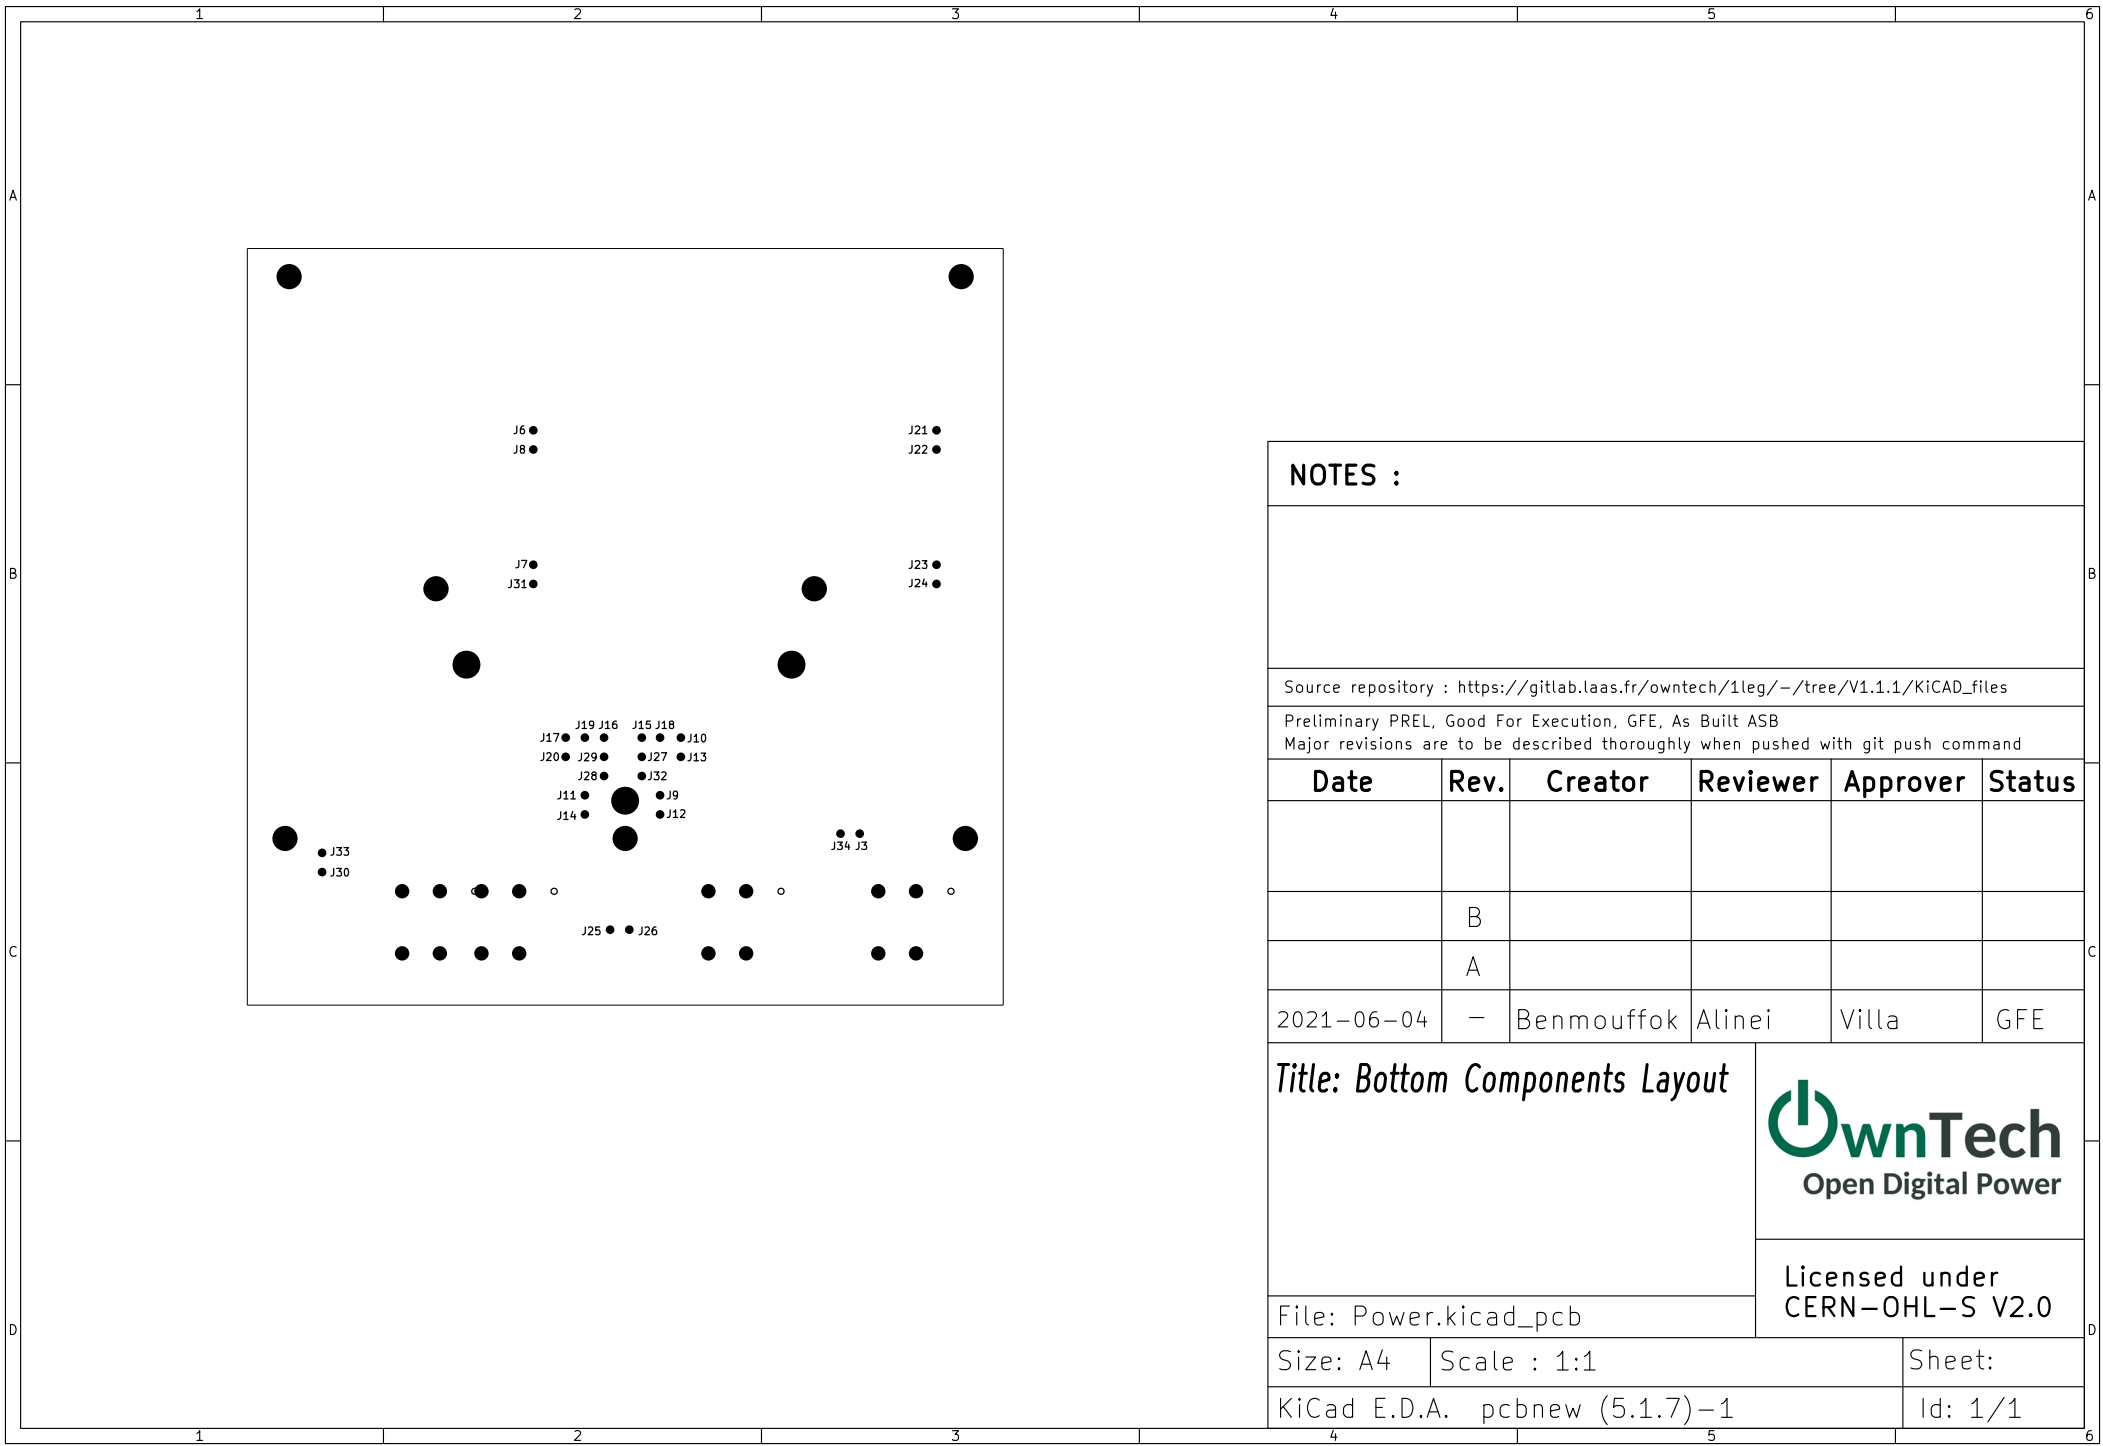 1 2 3 4 5 6
A A
J6 J21
J8 J22
NOTES :
J7 J23
B B
J31 J24
Source repository : https://gitlab.laas.fr/owntech/1leg/-/tree/V1.1.1/KiCAD_files
Preliminary PREL, Good For Execution, GFE, As Built ASB
Major revisions are to be described thoroughly when pushed with git push command
J19 J16 J15 J18
J17 J10
J20 J29 J27 J13
J28 J32
J11 J9
J14 J12
J34 J3
J33
J30
J25 J26
Date Rev. Creator Reviewer Approver Status
B
A
C C
2021-06-04 - Benmouffok Alinei Villa GFE
Title: Bottom Components Layout
OwnTech
Open Digital Power
Licensed under
CERN-OHL-S V2.0
File: Power.kicad_pcb
D D
Size: A4 Scale : 1:1 Sheet:
KiCad E.D.A. pcbnew (5.1.7)-1 Id: 1/1
1 2 3 4 5 6